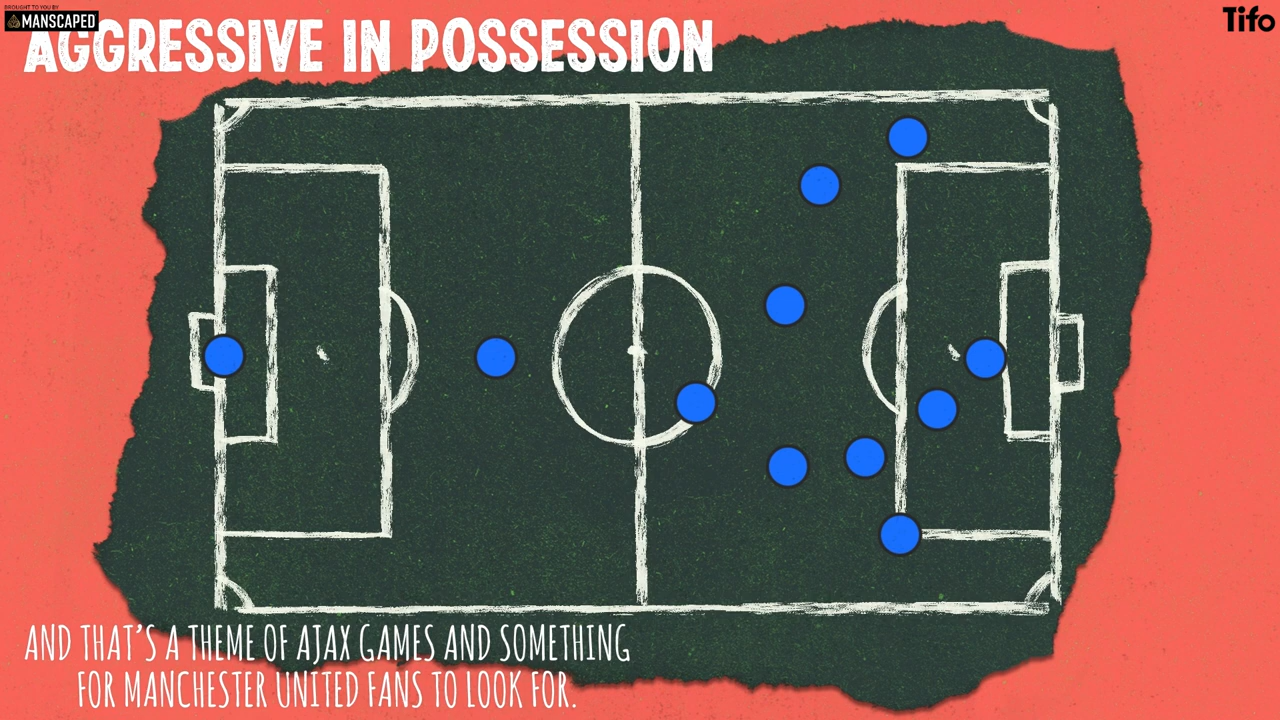 BROUGHT TO YOU BY
MANSCAPED
Tifo
AGGRESSIVE IN POSSESSION
AND THAT'S A THEME OF AJAX GAMES AND SOMETHING
FOR MANCHESTER UNITED FANS TO LOOK FOR.